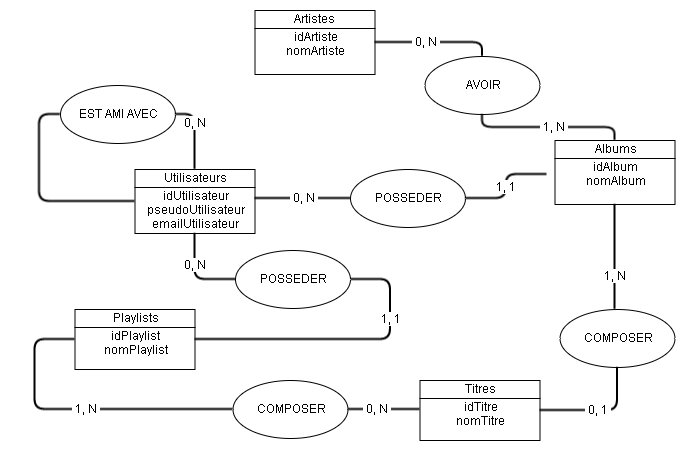 Artistes
idArtiste
nomArtiste
0, N
AVOIR
1, N
EST AMI AVEC
0, N
Albums
idAlbum
nomAlbum
Utilisateurs
idUtilisateur
pseudoUtilisateur
emailUtilisateur
0, N
POSSEDER
1, 1
0, N
POSSEDER
1, 1
1, N
Playlists
idPlaylist
nomPlaylist
COMPOSER
1, N
COMPOSER
0, N
Titres
idTitre
nomTitre
0, 1